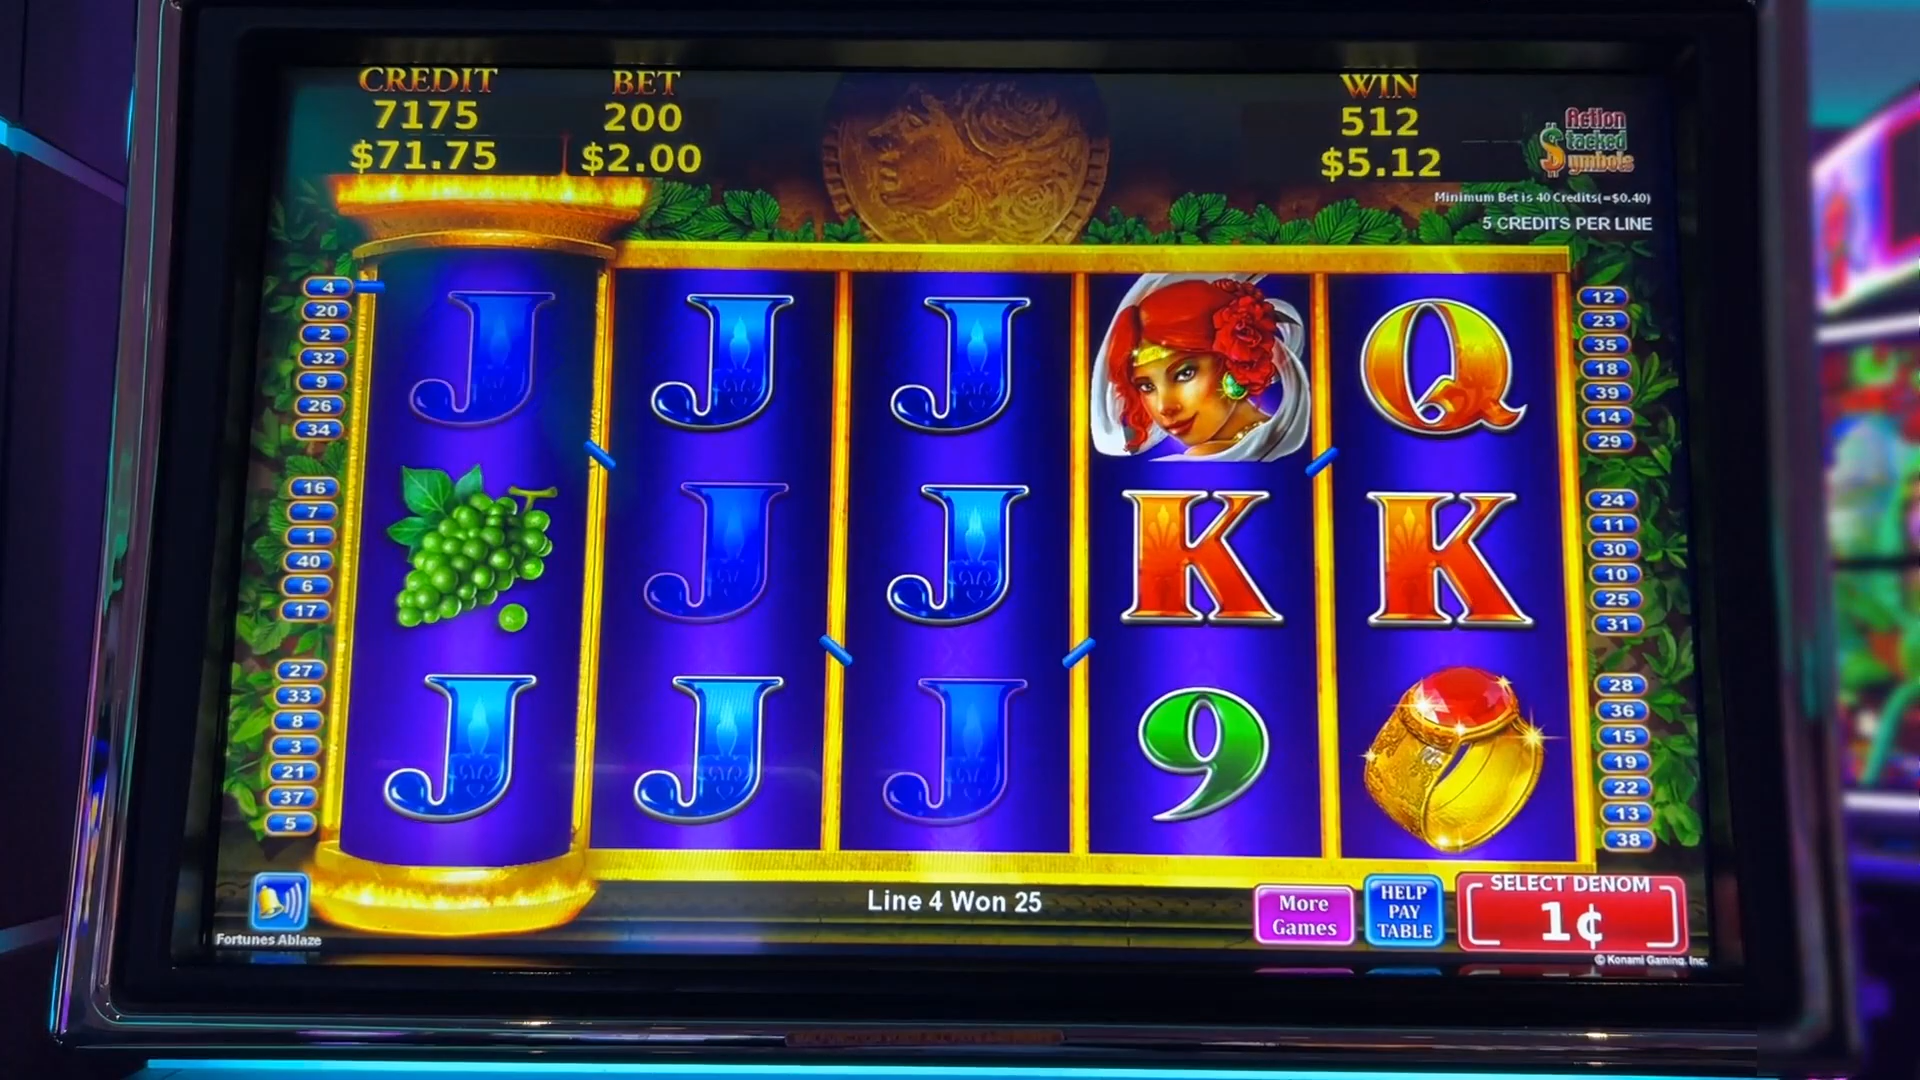 CREDIT
7175
$71.75
BET
200
$2.00
WIN
512
$5.12
Action
$tacked
$ymbols
Minimum Bet is 40 Credits(=$0.40)
5 CREDITS PER LINE
4
20
2
32
9
26
34
16
7
1
40
6
17
27
33
8
3
21
37
5
J J J Q
J J K K
J J J 9
12
23
35
18
39
14
29
24
11
30
10
25
31
28
36
15
19
22
13
38
Fortunes Ablaze
Line 4 Won 25
More
Games
HELP
PAY
TABLE
SELECT DENOM
1¢
© Konami Gaming, Inc.